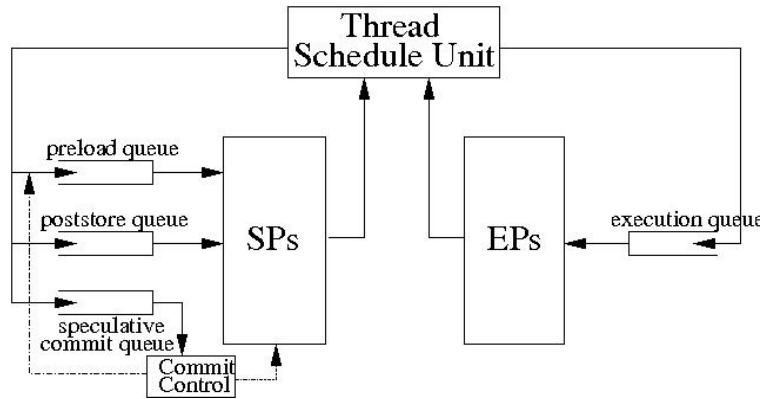 Thread
Schedule Unit
preload queue
poststore queue
SPs
EPs
execution queue
speculative
commit queue
Commit
Control